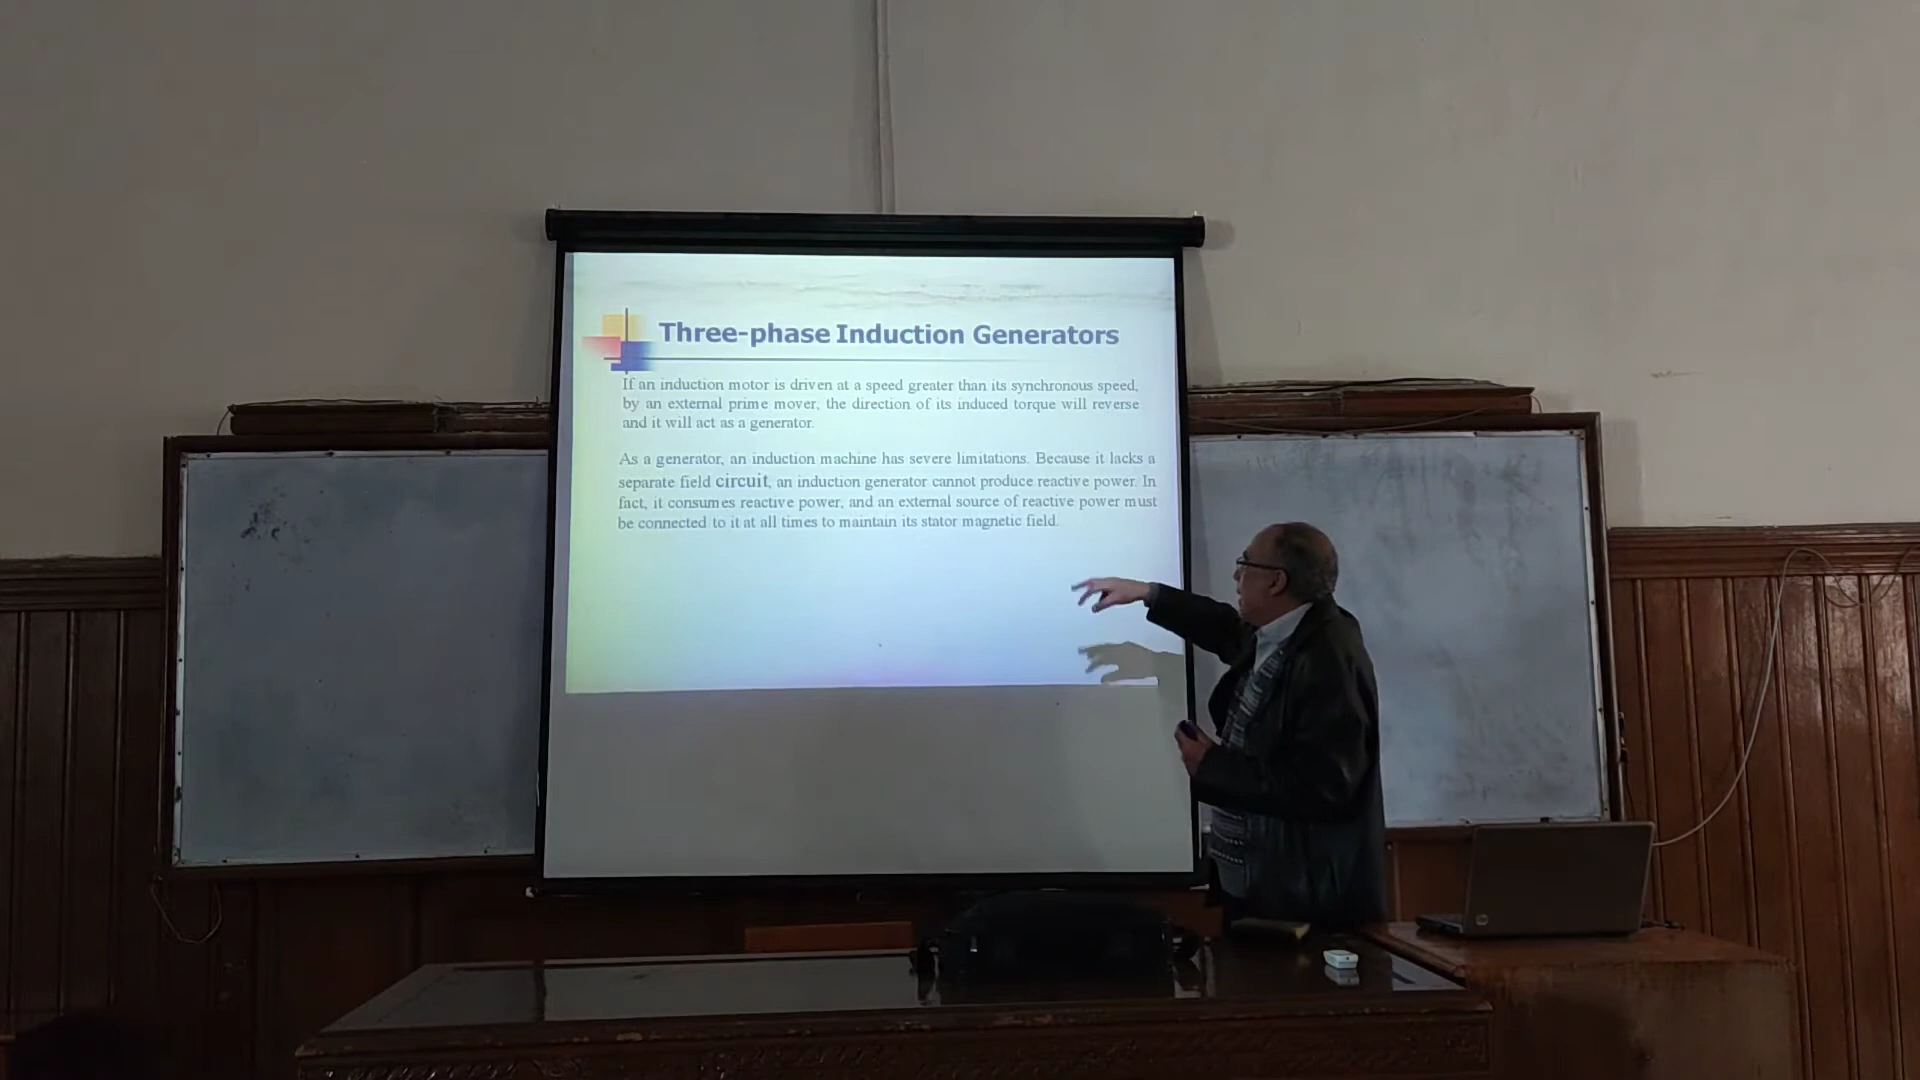 Three-phase Induction Generators
If an induction motor is driven at a speed greater than its synchronous speed,
by an external prime mover, the direction of its induced torque will reverse
and it will act as a generator.
As a generator, an induction machine has severe limitations. Because it lacks a
separate field circuit, an induction generator cannot produce reactive power. In
fact, it consumes reactive power, and an external source of reactive power must
be connected to it at all times to maintain its stator magnetic field.